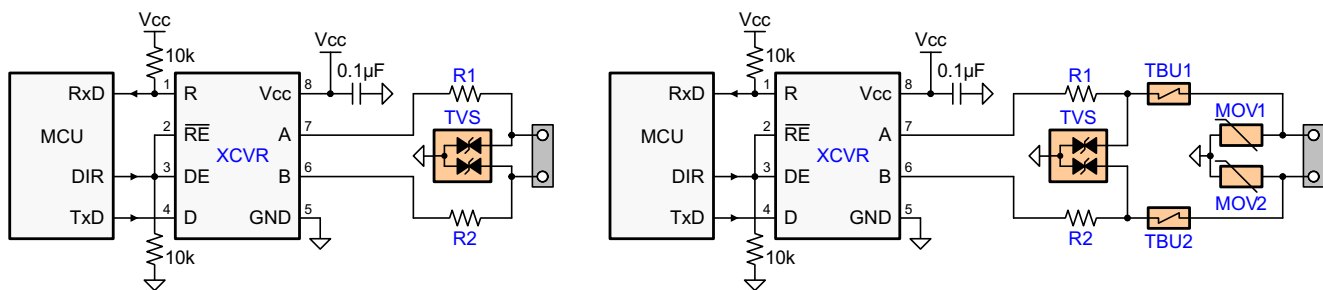 Vcc
10k
RxD
MCU
DIR
TxD
1
R
2
RE
3
DE
4
D
XCVR
Vcc
8
A
7
B
6
GND
5
10k
Vcc
0.1µF
R1
TVS
R2
Vcc
10k
RxD
MCU
DIR
TxD
1
R
2
RE
3
DE
4
D
XCVR
Vcc
8
A
7
B
6
GND
5
10k
Vcc
0.1µF
R1
TVS
R2
TBU1
MOV1
MOV2
TBU2